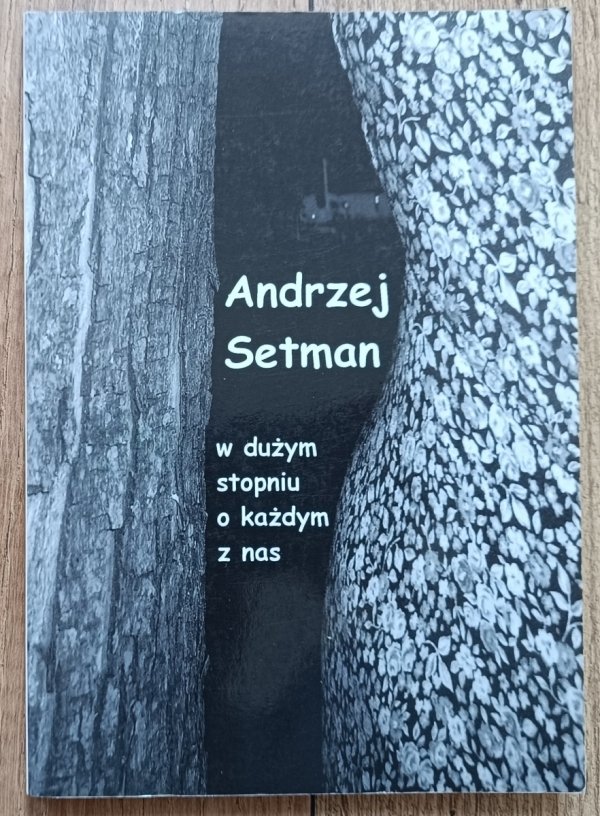 Andrzej
Setman
w dużym
stopniu
o każdym
z nas